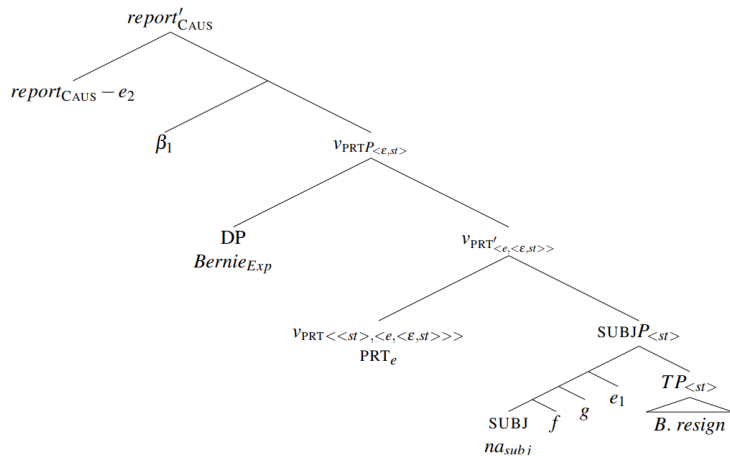 report′CAUS
reportCAUS − e2
β1
vPRTP<ε,st>
DP
BernieExp
vPRT′<e,<ε,st>>
vPRT<<st>,<e,<ε,st>>>
PRTe
SUBJP<st>
SUBJ
nasubj
f
g
e1
TP<st>
B. resign